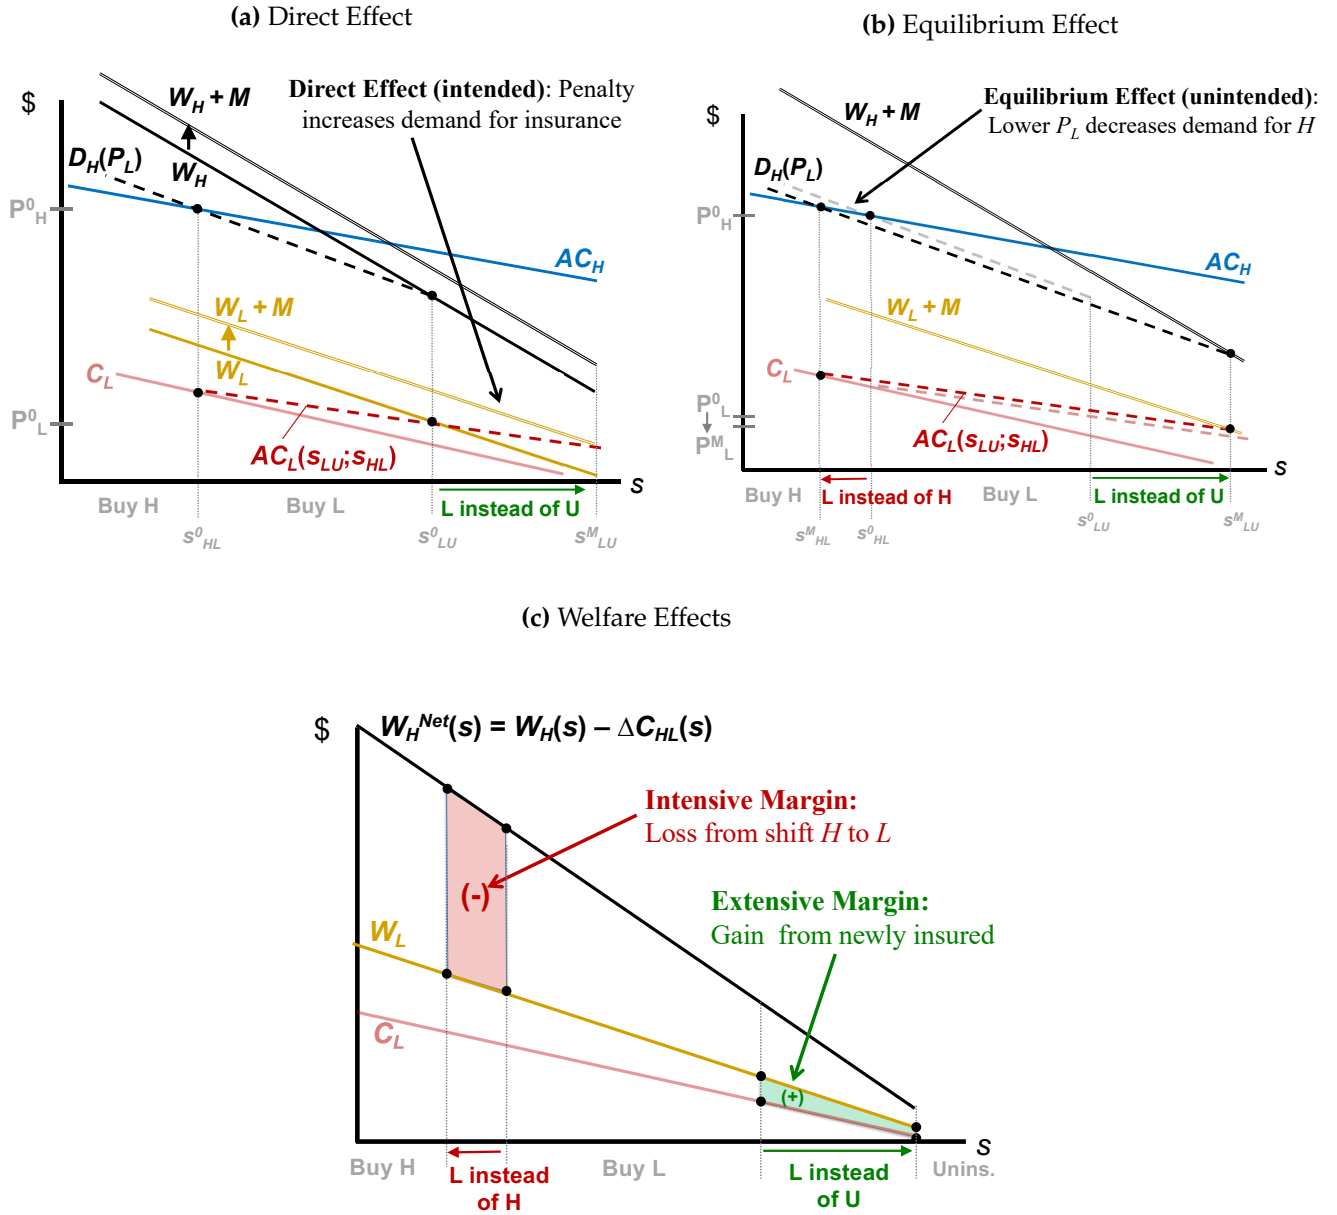 (a) Direct Effect
$
W_H + M
W_H
D_H(P_L)
Direct Effect (intended): Penalty
increases demand for insurance
P^0_H
AC_H
W_L + M
W_L
C_L
P^0_L
AC_L(s_LU;s_HL)
s
Buy H
Buy L
L instead of U
s^0_HL
s^0_LU
s^M_LU
(b) Equilibrium Effect
$
W_H + M
Equilibrium Effect (unintended):
Lower P_L decreases demand for H
D_H(P_L)
P^0_H
AC_H
W_L + M
C_L
P^0_L
P^M_L
AC_L(s_LU;s_HL)
s
Buy H
L instead of H
Buy L
L instead of U
s^M_HL
s^0_HL
s^0_LU
s^M_LU
(c) Welfare Effects
$
W_H^Net(s) = W_H(s) – ΔC_HL(s)
Intensive Margin:
Loss from shift H to L
(-)
Extensive Margin:
Gain from newly insured
W_L
C_L
(+)
s
Buy H
L instead
of H
Buy L
L instead
of U
Unins.